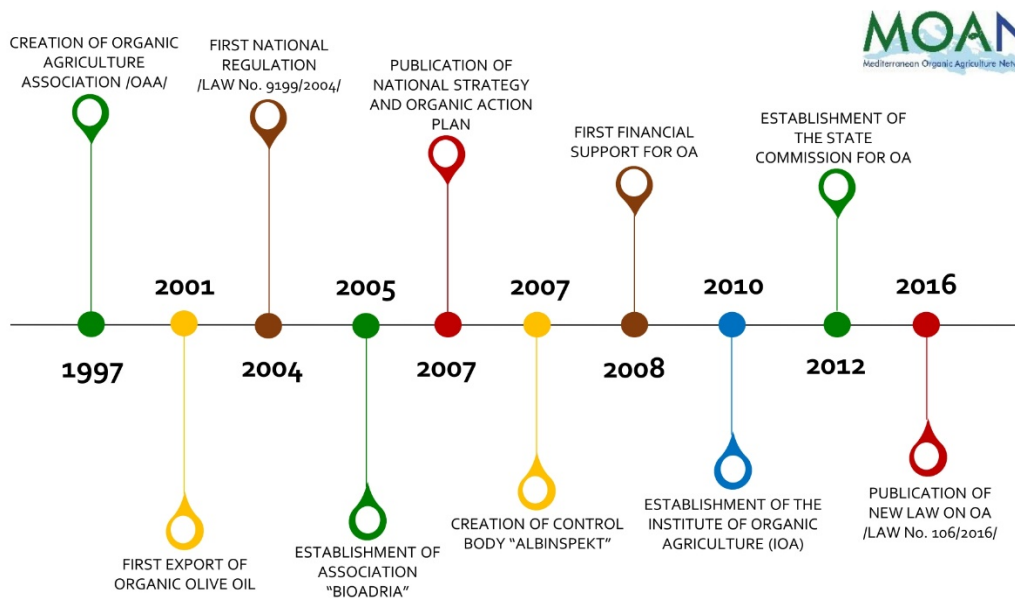 MOAN
Mediterranean Organic Agriculture
CREATION OF ORGANIC
AGRICULTURE
ASSOCIATION /OAA/
FIRST NATIONAL
REGULATION
/LAW No. 9199/2004/
PUBLICATION OF
NATIONAL STRATEGY
AND ORGANIC ACTION
PLAN
FIRST FINANCIAL
SUPPORT FOR OA
ESTABLISHMENT OF
THE STATE
COMMISSION FOR OA
2001
2005
2007
2010
2016
1997
2004
2007
2008
2012
FIRST EXPORT OF
ORGANIC OLIVE OIL
ESTABLISHMENT OF
ASSOCIATION
“BIOADRIA”
CREATION OF CONTROL
BODY “ALBINSPEKT”
ESTABLISHMENT OF THE
INSTITUTE OF ORGANIC
AGRICULTURE (IOA)
PUBLICATION OF
NEW LAW ON OA
/LAW No. 106/2016/